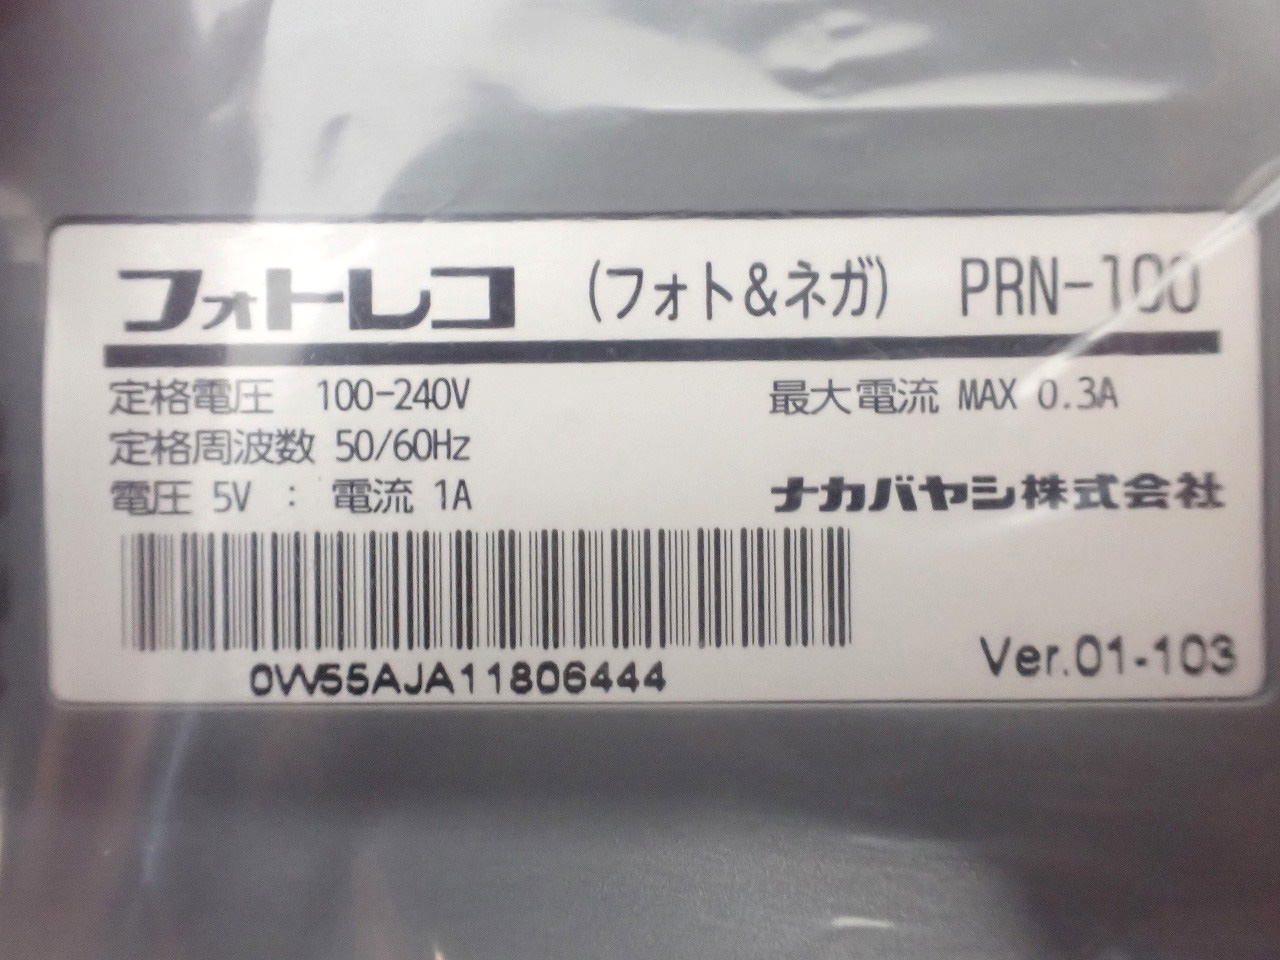 フォトレコ (フォト&ネガ) PRN-100
定格電圧 100-240V 最大電流 MAX 0.3A
定格周波数 50/60Hz
電圧 5V : 電流 1A ナカバヤシ株式会社
0W55AJA11806444
Ver.01-103